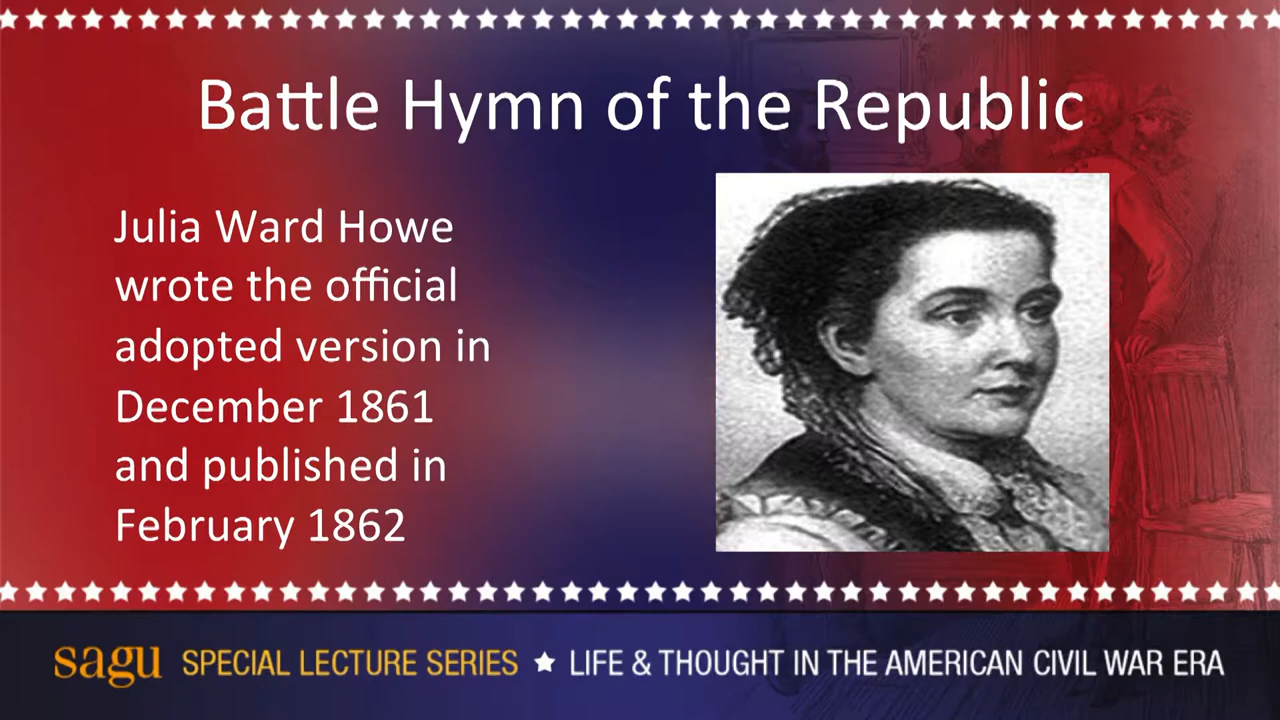 Battle Hymn of the Republic
Julia Ward Howe
wrote the official
adopted version in
December 1861
and published in
February 1862
sagu SPECIAL LECTURE SERIES ★ LIFE & THOUGHT IN THE AMERICAN CIVIL WAR ERA